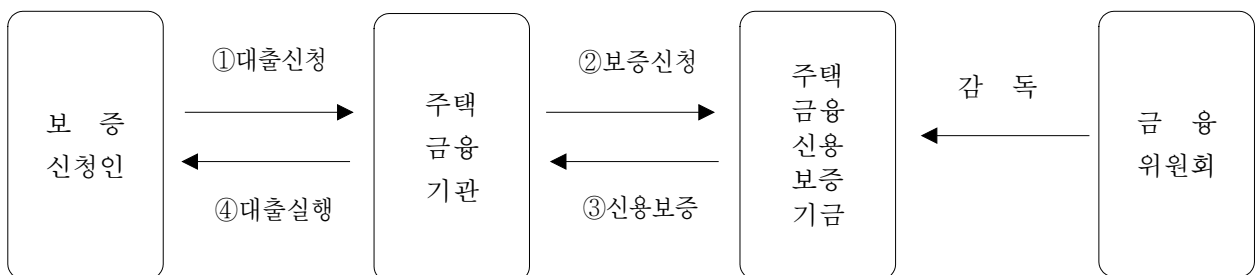 보 증
신청인
①대출신청
④대출실행
주택
금융
기관
②보증신청
③신용보증
주택
금융
신용
보증
기금
감 독
금 융
위원회